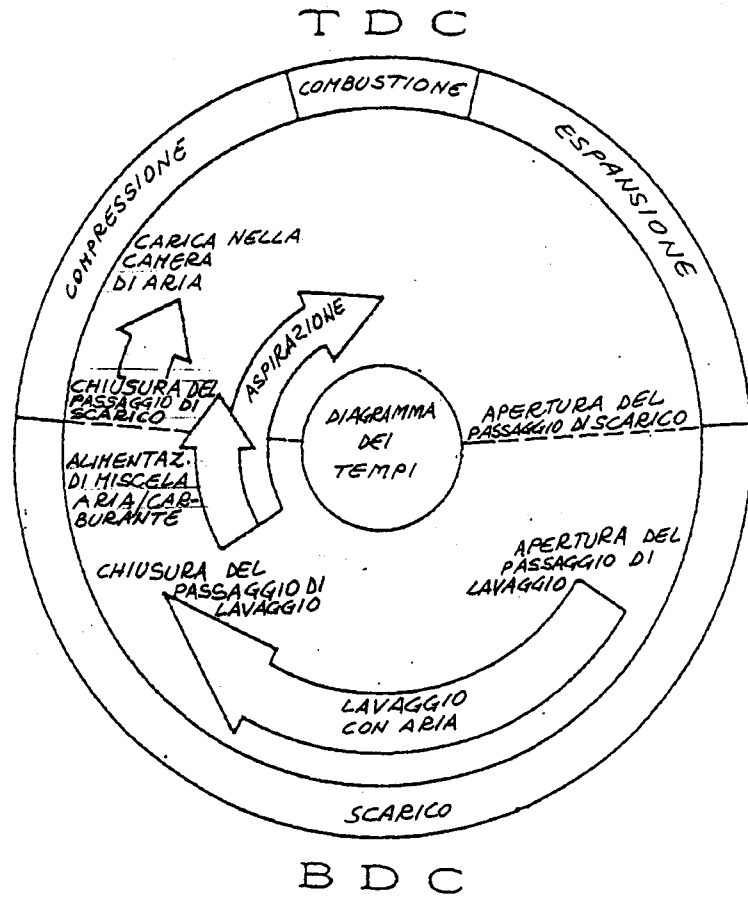 TDC
COMBUSTIONE
COMPRESSIONE
ESPANSIONE
CARICA NELLA
CAMERA
DI ARIA
ASPIRAZIONE
CHIUSURA DEL
PASSAGGIO DI
SCARICO
DIAGRAMMA
DEI
TEMPI
APERTURA DEL
PASSAGGIO DI SCARICO
ALIMENTAZ.
DI MISCELA
ARIA/CAR-
BURANTE
CHIUSURA DEL
PASSAGGIO DI
LAVAGGIO
APERTURA DEL
PASSAGGIO DI
LAVAGGIO
LAVAGGIO
CON ARIA
SCARICO
BDC